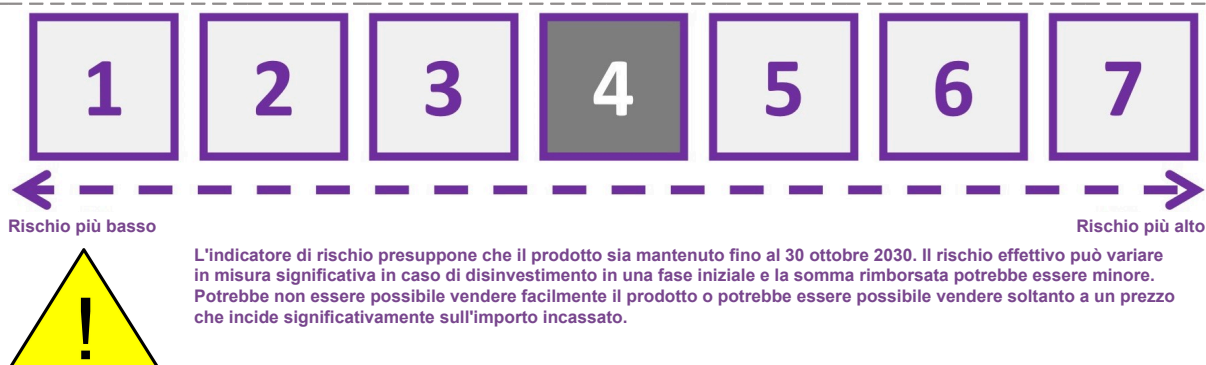 1 2 3 4 5 6 7
Rischio più basso Rischio più alto
L'indicatore di rischio presuppone che il prodotto sia mantenuto fino al 30 ottobre 2030. Il rischio effettivo può variare
in misura significativa in caso di disinvestimento in una fase iniziale e la somma rimborsata potrebbe essere minore.
Potrebbe non essere possibile vendere facilmente il prodotto o potrebbe essere possibile vendere soltanto a un prezzo
che incide significativamente sull'importo incassato.
!